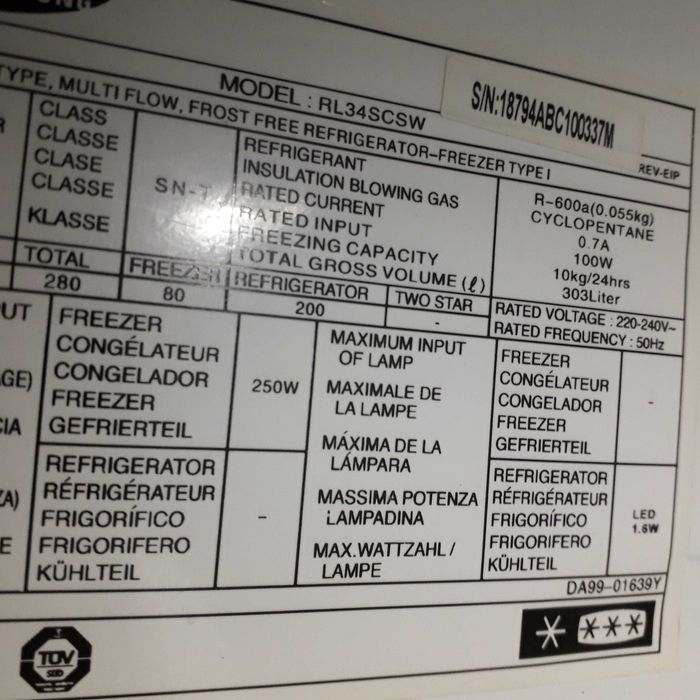 MODEL : RL34SCSW
S/N:18794ABC100337M
TYPE, MULTI FLOW, FROST FREE REFRIGERATOR-FREEZER TYPE I
REV-EIP
CLASS
CLASSE
CLASE
CLASSE
KLASSE
SN-T
REFRIGERANT
INSULATION BLOWING GAS
RATED CURRENT
RATED INPUT
FREEZING CAPACITY
TOTAL GROSS VOLUME (ℓ)
R-600a(0.055kg)
CYCLOPENTANE
0.7A
100W
10kg/24hrs
303Liter
TOTAL
FREEZER
REFRIGERATOR
TWO STAR
280
80
200
-
RATED VOLTAGE : 220-240V~
RATED FREQUENCY : 50Hz
FREEZER
CONGÉLATEUR
CONGELADOR
FREEZER
GEFRIERTEIL
250W
REFRIGERATOR
RÉFRIGÉRATEUR
FRIGORÍFICO
FRIGORIFERO
KÜHLTEIL
-
MAXIMUM INPUT
OF LAMP
MAXIMALE DE
LA LAMPE
MÁXIMA DE LA
LÁMPARA
MASSIMA POTENZA
LAMPADINA
MAX.WATTZAHL /
LAMPE
FREEZER
CONGÉLATEUR
CONGELADOR
FREEZER
GEFRIERTEIL
-
REFRIGERATOR
RÉFRIGÉRATEUR
FRIGORÍFICO
FRIGORIFERO
KÜHLTEIL
LED
1.6W
DA99-01639Y
TÜV